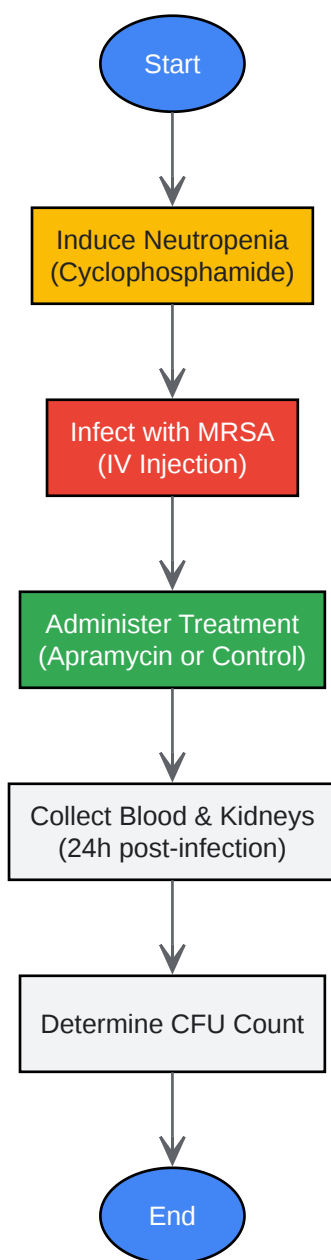 Start
Induce Neutropenia
(Cyclophosphamide)
Infect with MRSA
(IV Injection)
Administer Treatment
(Apramycin or Control)
Collect Blood & Kidneys
(24h post-infection)
Determine CFU Count
End